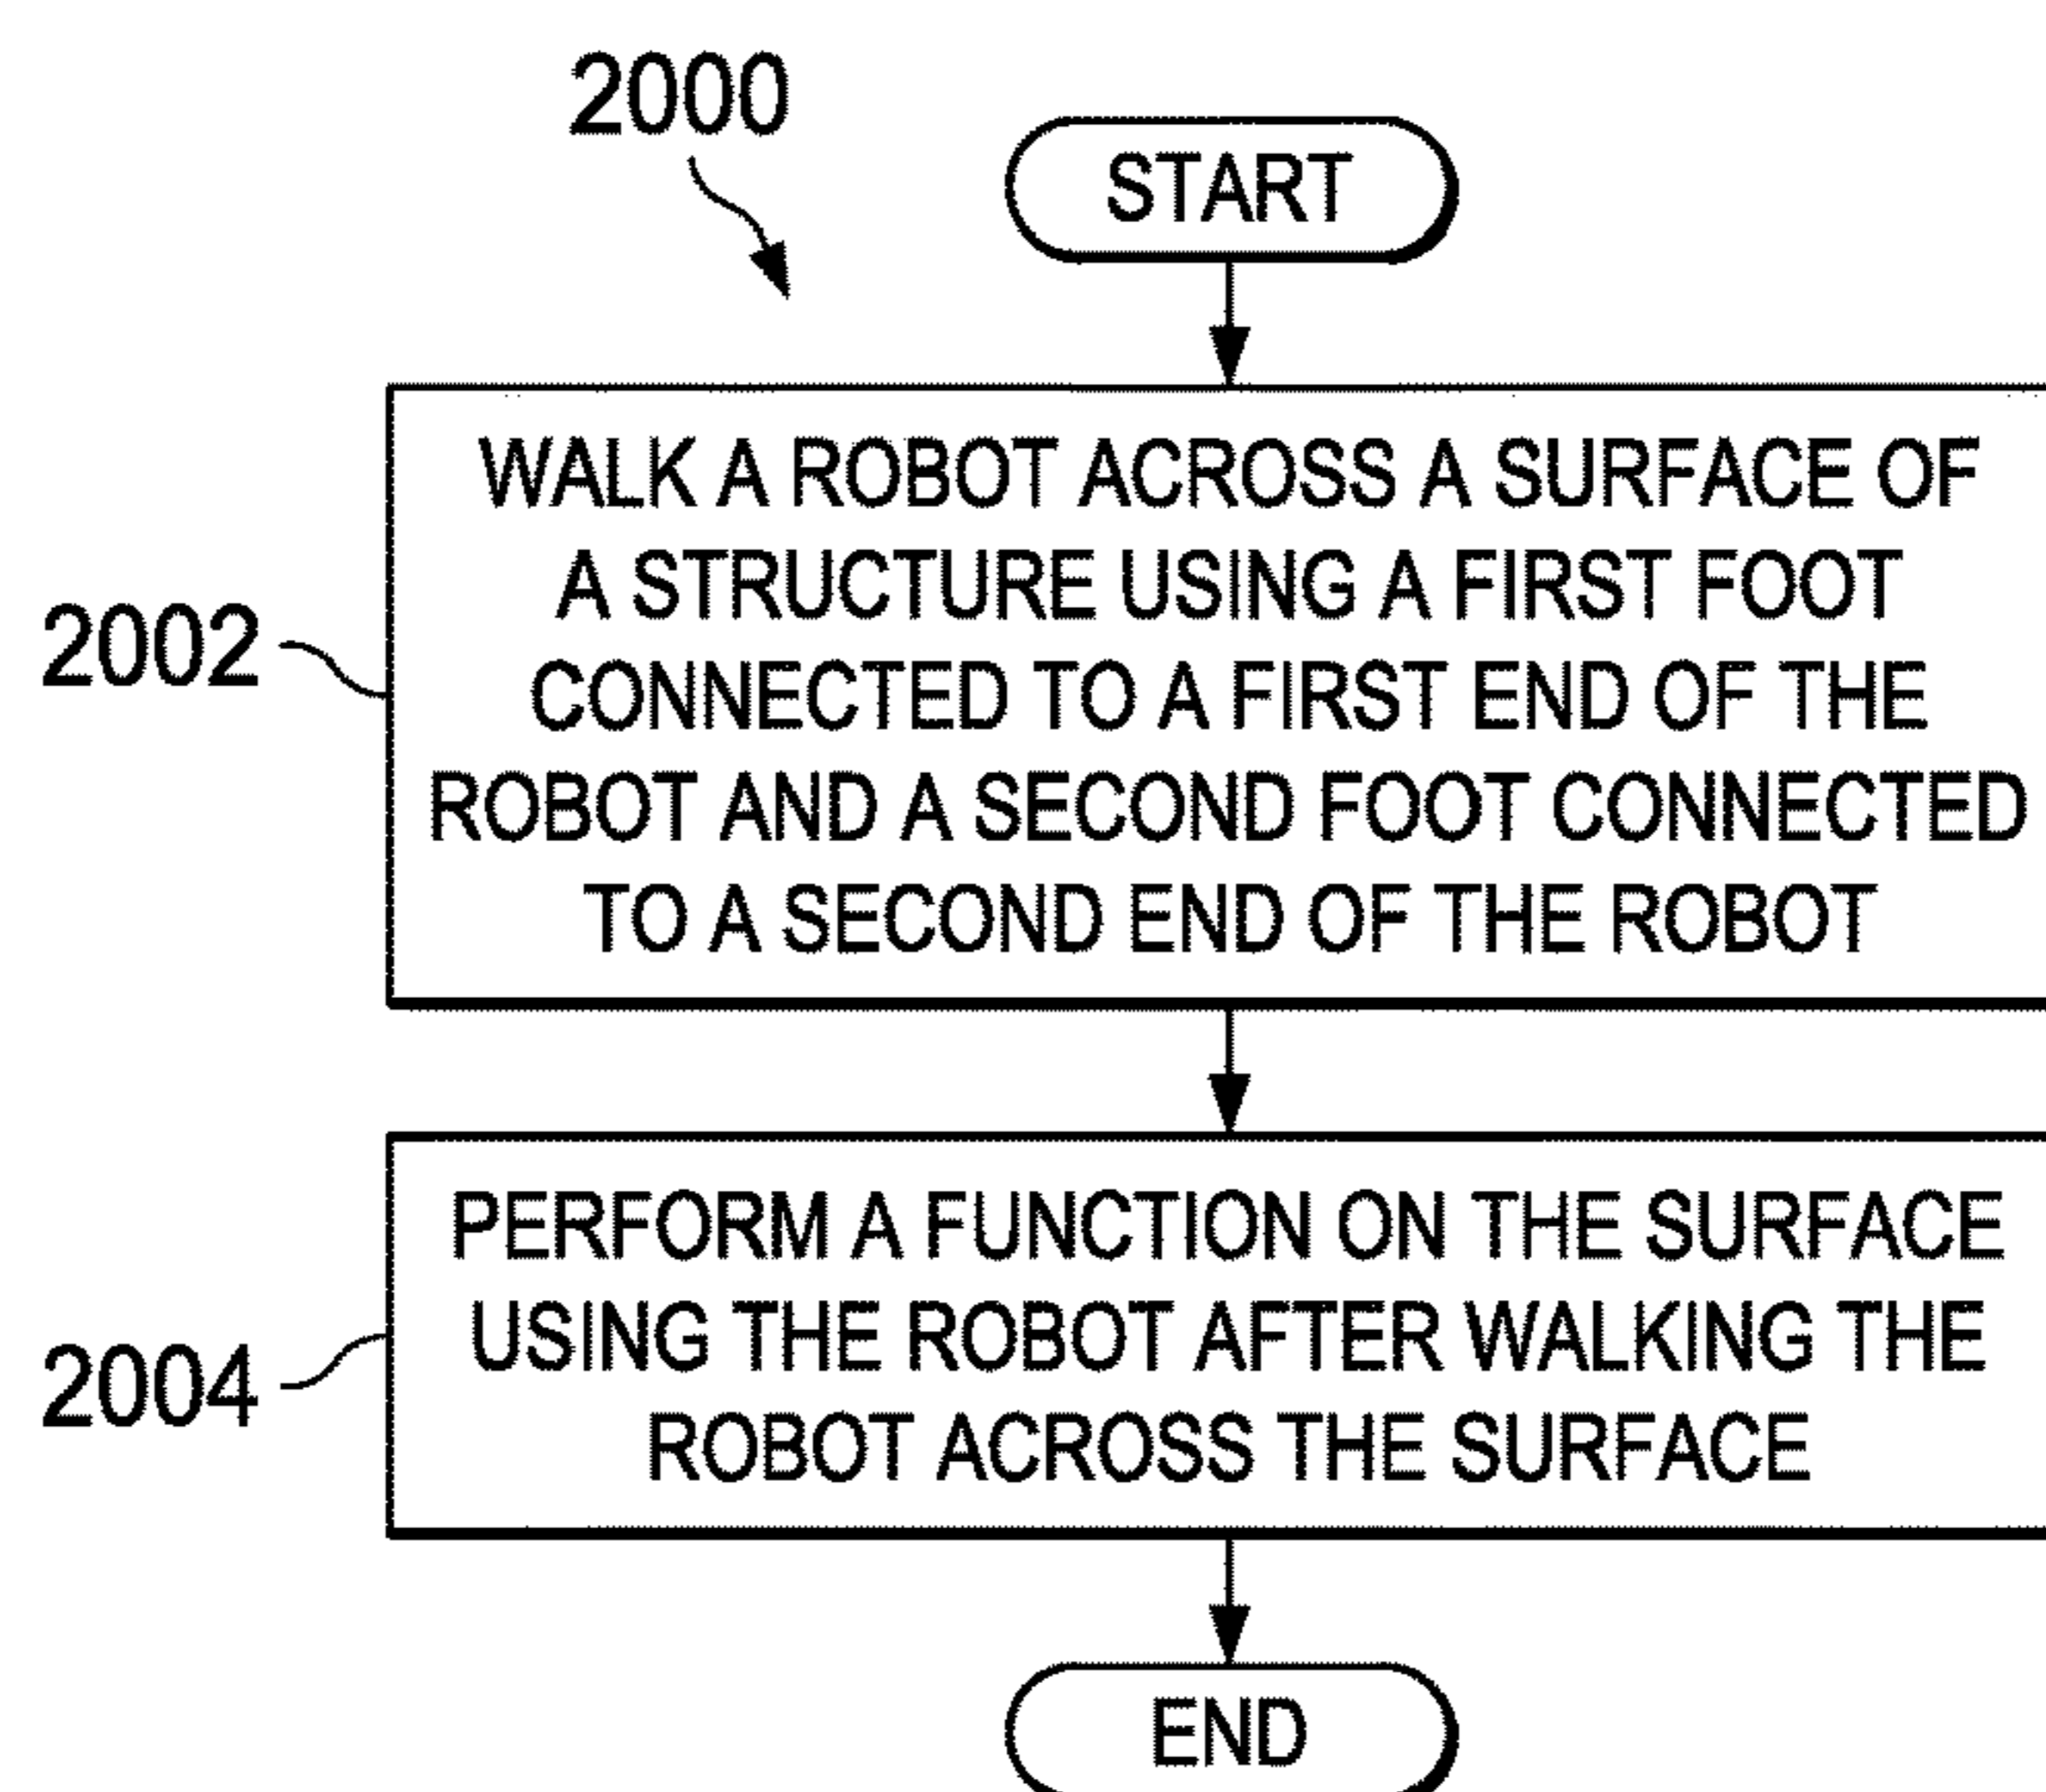 2000
START
2002
WALK A ROBOT ACROSS A SURFACE OF
A STRUCTURE USING A FIRST FOOT
CONNECTED TO A FIRST END OF THE
ROBOT AND A SECOND FOOT CONNECTED
TO A SECOND END OF THE ROBOT
2004
PERFORM A FUNCTION ON THE SURFACE
USING THE ROBOT AFTER WALKING THE
ROBOT ACROSS THE SURFACE
END